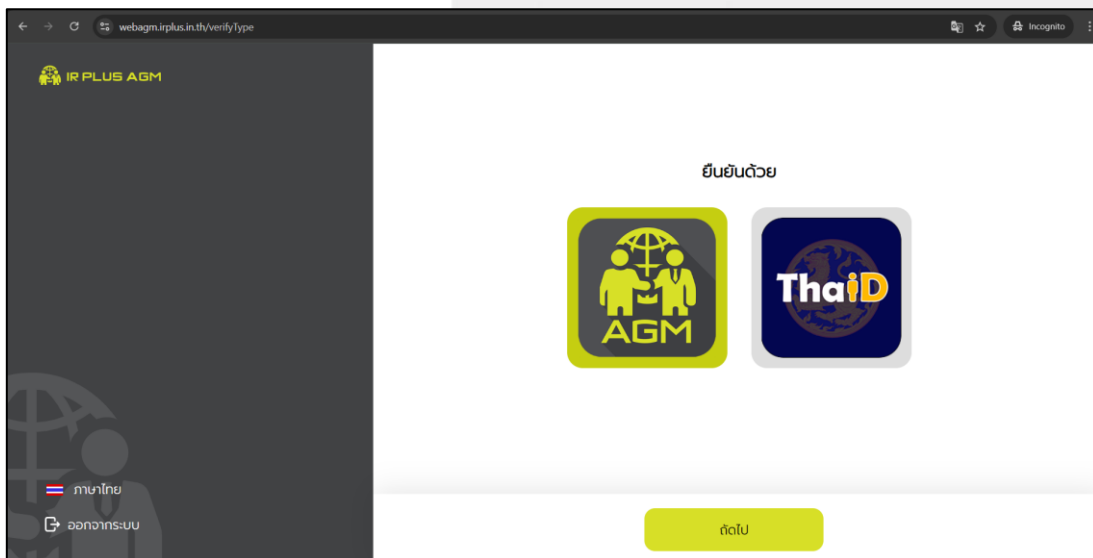 webagm.irplus.in.th/verifyType
Incognito
IR PLUS AGM
ยืนยันด้วย
AGM
ThaiD
ภาษาไทย
ออกจากระบบ
ถัดไป